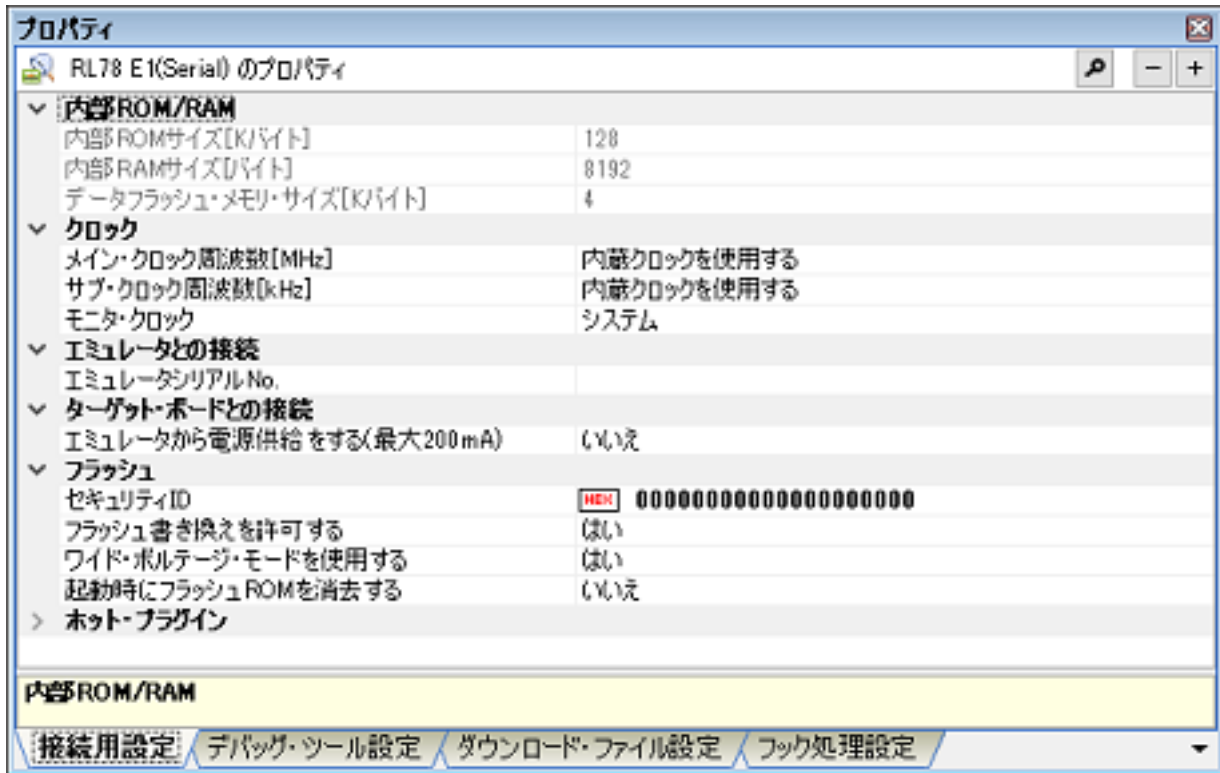 プロパティ
RL78 E1(Serial) のプロパティ
内部ROM/RAM
内部ROMサイズ[Kバイト] 128
内部RAMサイズ[バイト] 8192
データフラッシュ・メモリ・サイズ[Kバイト] 4
クロック
メイン・クロック周波数[MHz] 内蔵クロックを使用する
サブ・クロック周波数[kHz] 内蔵クロックを使用する
モニタ・クロック システム
エミュレータとの接続
エミュレータシリアルNo.
ターゲット・ボードとの接続
エミュレータから電源供給をする(最大200mA) いいえ
フラッシュ
セキュリティID HEX 00000000000000000000
フラッシュ書き換えを許可する はい
ワイド・ボルテージ・モードを使用する はい
起動時にフラッシュROMを消去する いいえ
ホット・プラグイン
内部ROM/RAM
接続用設定 デバッグ・ツール設定 ダウンロード・ファイル設定 フック処理設定